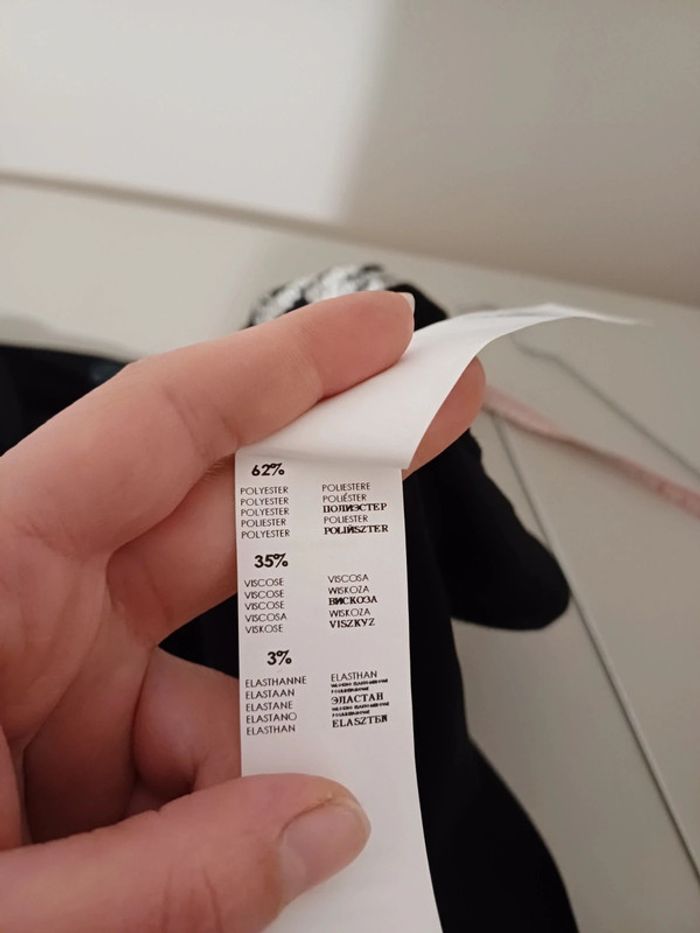 62%
POLYESTER
POLYESTER
POLYESTER
POLIESTER
POLYESTER
POLIESTERE
POLIÉSTER
ПОЛИЭСТЕР
POLIESTER
POLIÉSZTER
35%
VISCOSE
VISCOSE
VISCOSE
VISCOSA
VISKOSE
VISCOSA
WISKOZA
ВИСКОЗА
WISKOZA
VISZKYZ
3%
ELASTHANNE
ELASTAAN
ELASTANE
ELASTANO
ELASTHAN
ELASTHAN
ЭЛАСТАН